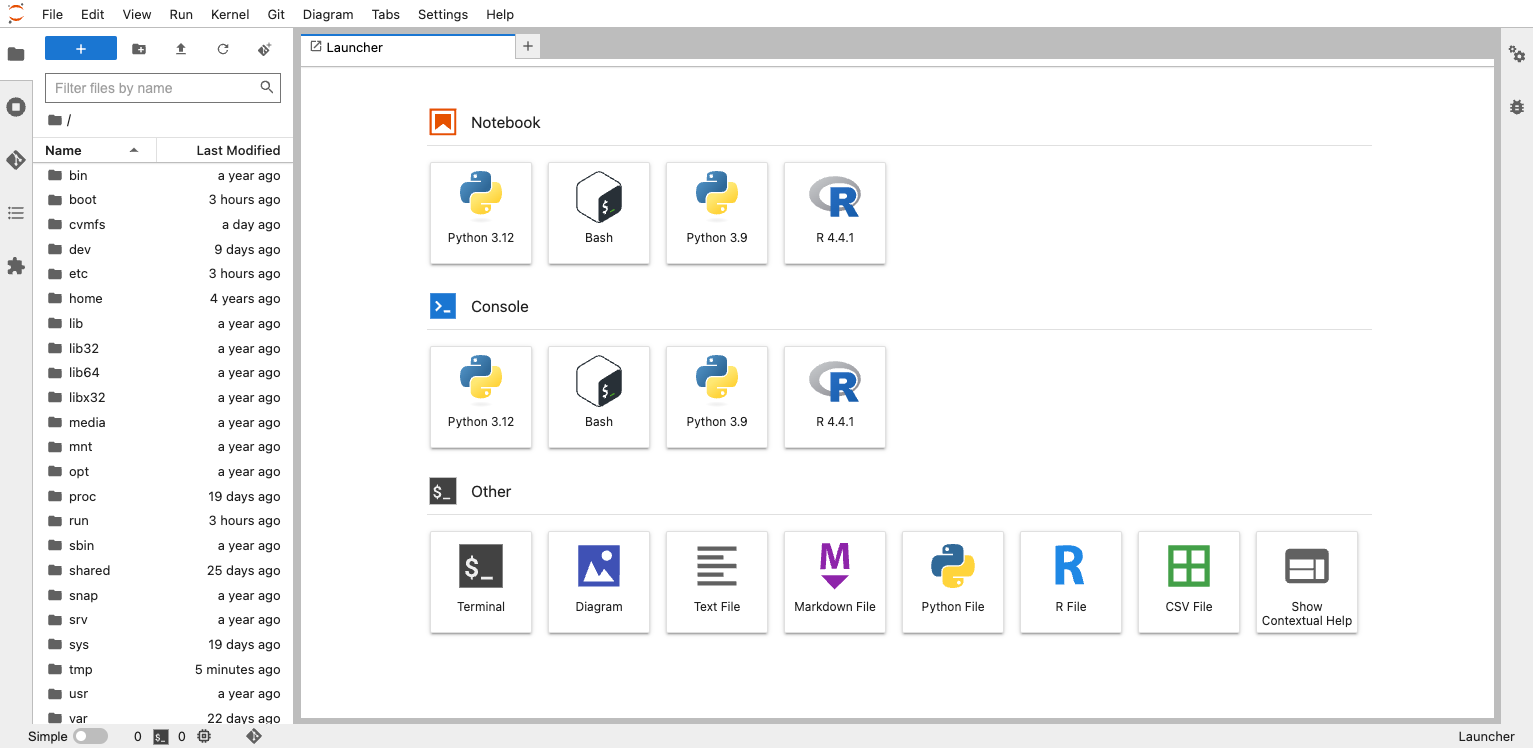 File Edit View Run Kernel Git Diagram Tabs Settings Help
+
Launcher
+
Filter files by name
/
Name Last Modified
bin a year ago
boot 3 hours ago
cvmfs a day ago
dev 9 days ago
etc 3 hours ago
home 4 years ago
lib a year ago
lib32 a year ago
lib64 a year ago
libx32 a year ago
media a year ago
mnt a year ago
opt a year ago
proc 19 days ago
run 3 hours ago
sbin a year ago
shared 25 days ago
snap a year ago
srv a year ago
sys 19 days ago
tmp 5 minutes ago
usr a year ago
var 22 days ago
Notebook
Python 3.12 Bash Python 3.9 R 4.4.1
Console
Python 3.12 Bash Python 3.9 R 4.4.1
$_ Other
$_ M R
Terminal Diagram Text File Markdown File Python File R File CSV File Show
Contextual Help
Simple 0 $_ 0 Launcher